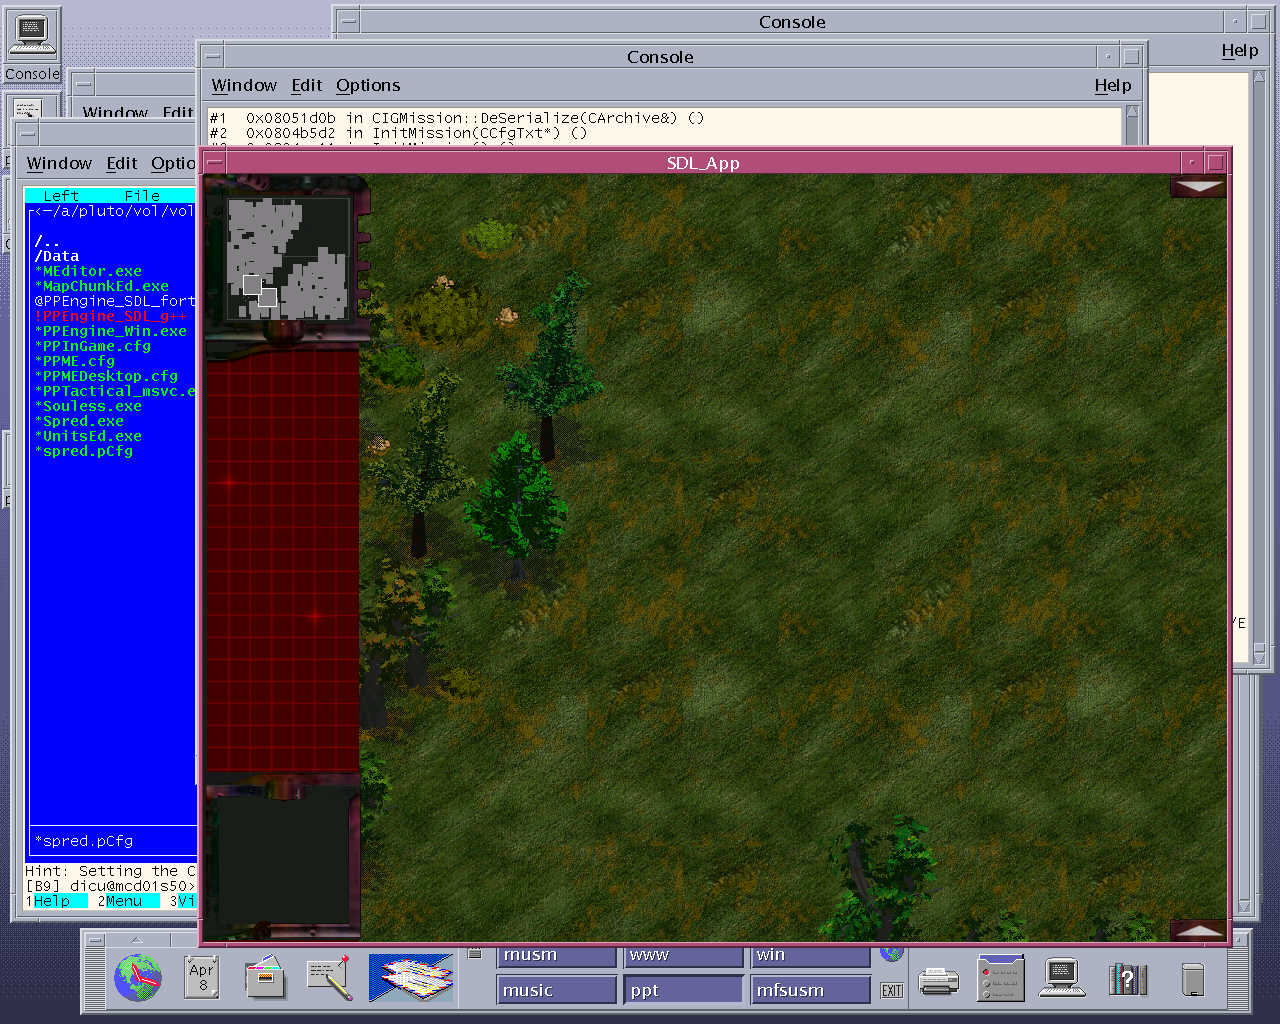 Console
Console
Help
Console
Window Edit Options Help
Window Edit
#1  0x08051d0b in CIGMission::DeSerialize(CArchive&) ()
#2  0x0804b5d2 in InitMission(CCfgTxt*) ()
SDL_App
Window Edit Optio
Left File
<-/a/pluto/vol/vol
/..
/Data
*MEditor.exe
*MapChunkEd.exe
@PPEngine_SDL_fort
!PPEngine_SDL_g++
*PPEngine_Win.exe
*PPInGame.cfg
*PPME.cfg
*PPMEDesktop.cfg
*PPTactical_msvc.e
*Souless.exe
*Spred.exe
*UnitsEd.exe
*spred.pCfg
/E
*spred.pCfg
Hint: Setting the C
[B9] dicu@mcd01s50>
1Help 2Menu 3Vi
Apr
8
musm www win
music ppt mfsusm
EXIT
?